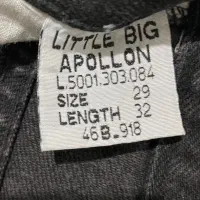 LITTLE BIG
APOLLON
L.5001.303.084
SIZE 29
LENGTH 32
46B_918